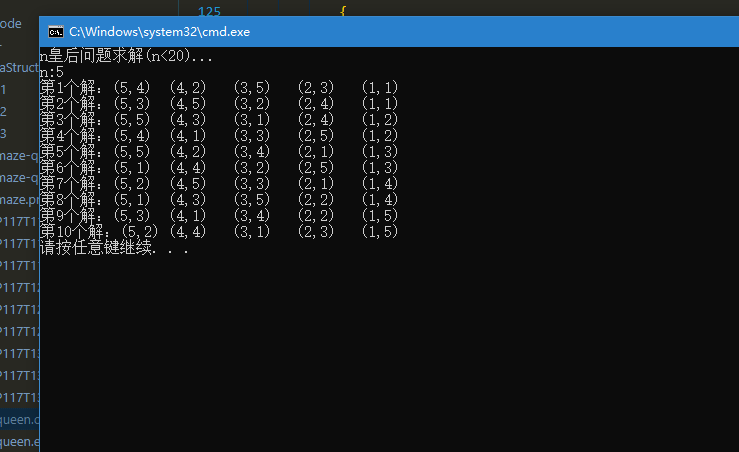 125 {
C:\Windows\system32\cmd.exe
n皇后问题求解(n<20)...
n:5
第1个解：(5,4) (4,2) (3,5) (2,3) (1,1)
第2个解：(5,3) (4,5) (3,2) (2,4) (1,1)
第3个解：(5,5) (4,3) (3,1) (2,4) (1,2)
第4个解：(5,4) (4,1) (3,3) (2,5) (1,2)
第5个解：(5,5) (4,2) (3,4) (2,1) (1,3)
第6个解：(5,1) (4,4) (3,2) (2,5) (1,3)
第7个解：(5,2) (4,5) (3,3) (2,1) (1,4)
第8个解：(5,1) (4,3) (3,5) (2,2) (1,4)
第9个解：(5,3) (4,1) (3,4) (2,2) (1,5)
第10个解：(5,2) (4,4) (3,1) (2,3) (1,5)
请按任意键继续. . .
ode
aStruct
1
2
3
maze-q
maze-q
maze.pr
P117T1
P117T1
P117T1
P117T12
P117T12
P117T12
P117T13
P117T13
P117T13
queen.c
queen.e